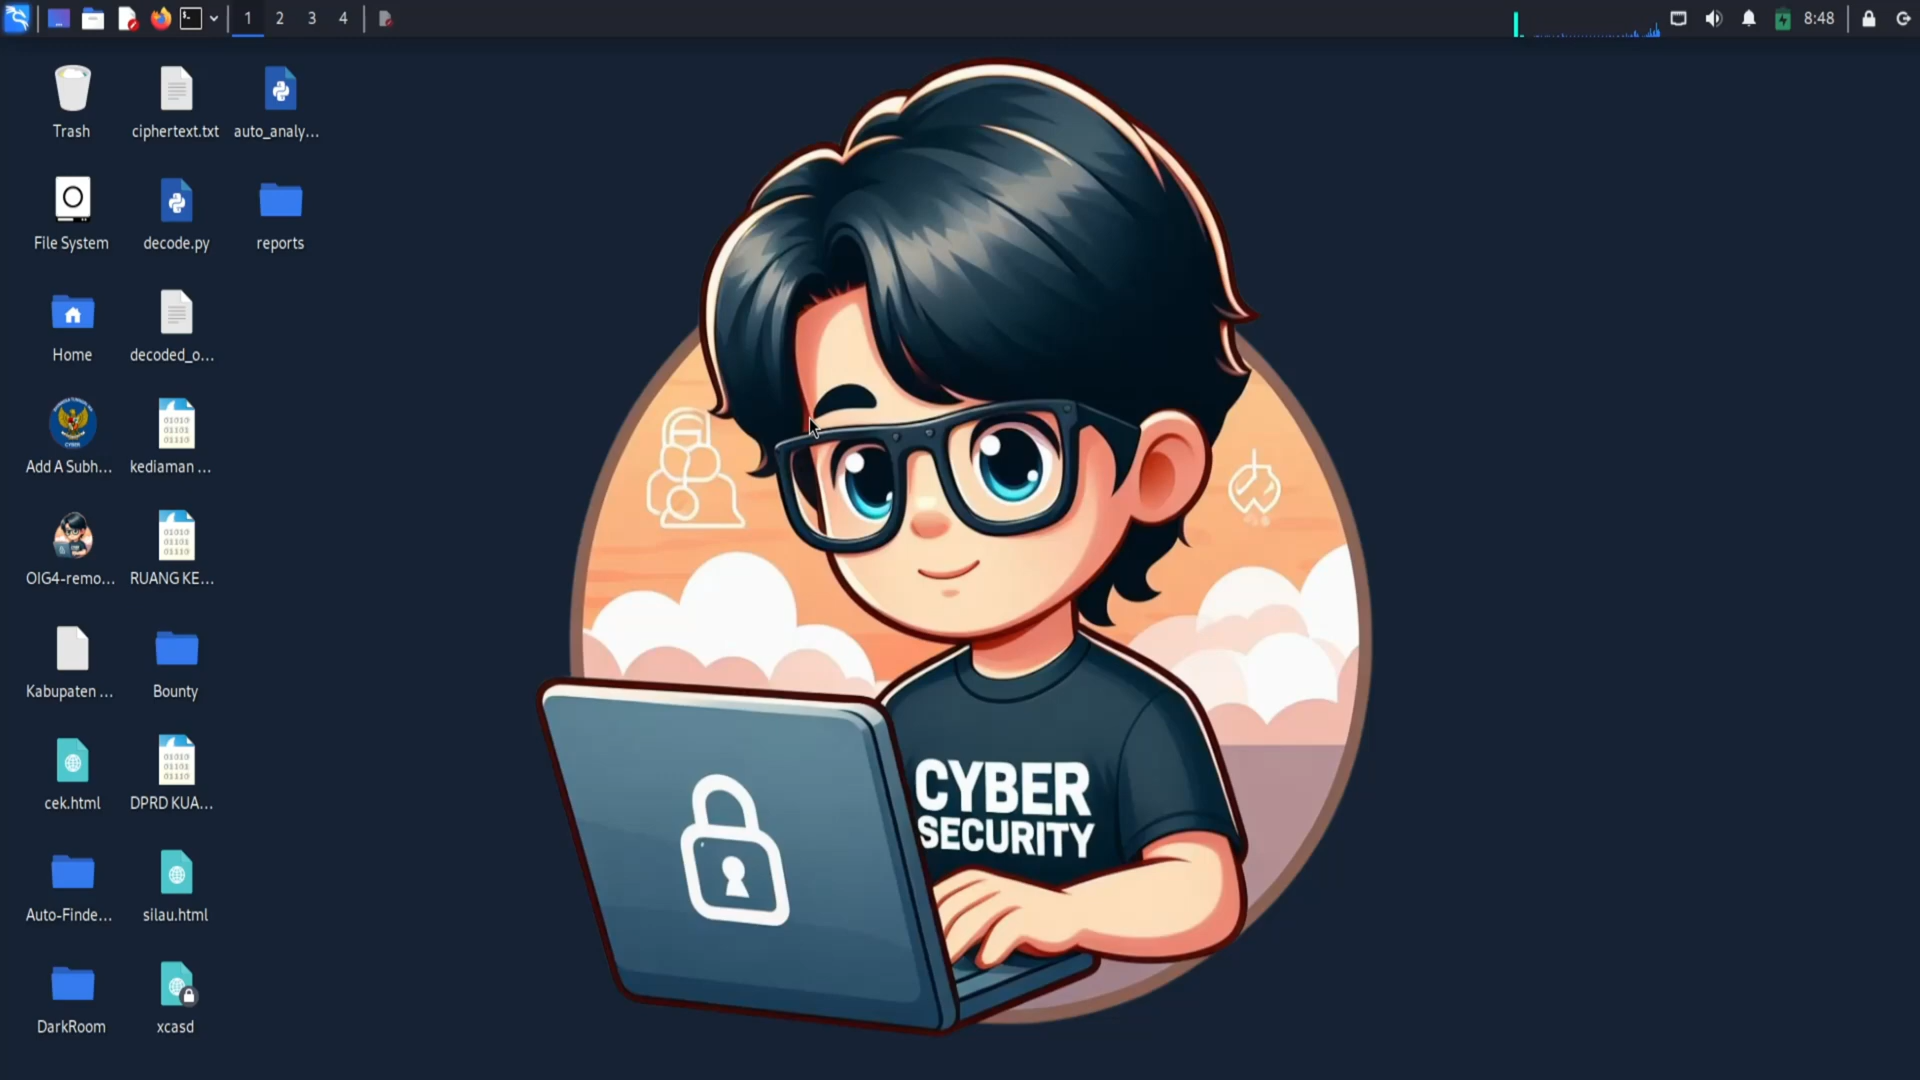 1 2 3 4
8:48
Trash
ciphertext.txt
auto_analy...
File System
decode.py
reports
Home
decoded_o...
Add A Subh...
kediaman ...
OIG4-remo...
RUANG KE...
Kabupaten ...
Bounty
cek.html
DPRD KUA...
Auto-Finde...
silau.html
DarkRoom
xcasd
CYBER
SECURITY